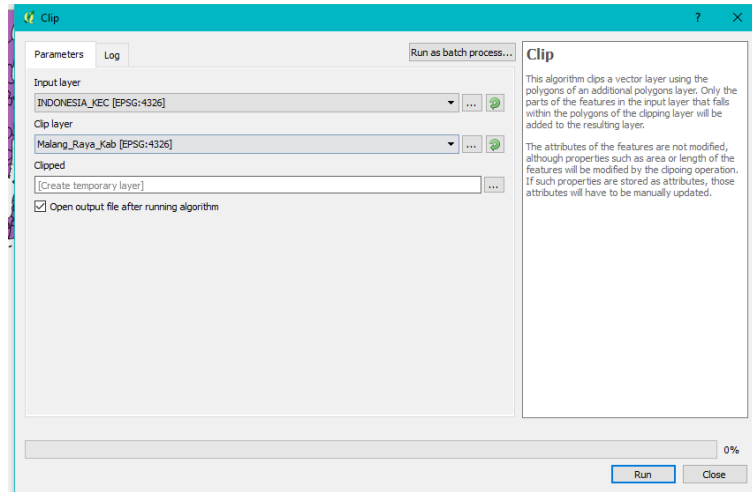 Clip
? ×
Parameters Log
Run as batch process...
Input layer
INDONESIA_KEC [EPSG:4326]
...
Clip layer
Malang_Raya_Kab [EPSG:4326]
...
Clipped
[Create temporary layer]
...
Open output file after running algorithm
Clip
This algorithm clips a vector layer using the
polygons of an additional polygons layer. Only the
parts of the features in the input layer that falls
within the polygons of the clipping layer will be
added to the resulting layer.
The attributes of the features are not modified,
although properties such as area or length of the
features will be modified by the clipoing operation.
If such properties are stored as attributes, those
attributes will have to be manually updated.
0%
Run Close